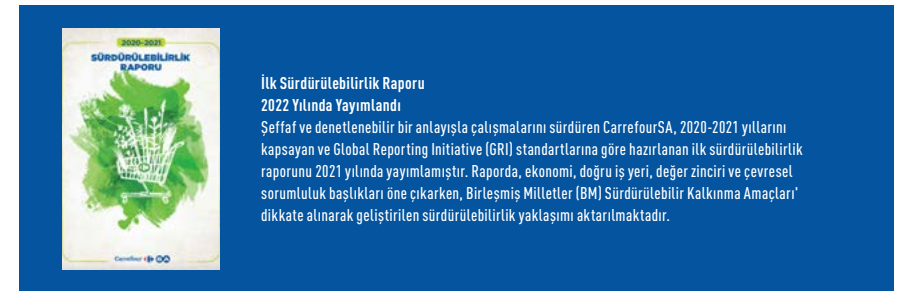 2020-2021
SÜRDÜRÜLEBİLİRLİK
RAPORU
Carrefour SA
İlk Sürdürülebilirlik Raporu
2022 Yılında Yayımlandı
Şeffaf ve denetlenebilir bir anlayışla çalışmalarını sürdüren CarrefourSA, 2020-2021 yıllarını
kapsayan ve Global Reporting Initiative (GRI) standartlarına göre hazırlanan ilk sürdürülebilirlik
raporunu 2021 yılında yayımlamıştır. Raporda, ekonomi, doğru iş yeri, değer zinciri ve çevresel
sorumluluk başlıkları öne çıkarken, Birleşmiş Milletler (BM) Sürdürülebilir Kalkınma Amaçları'
dikkate alınarak geliştirilen sürdürülebilirlik yaklaşımı aktarılmaktadır.